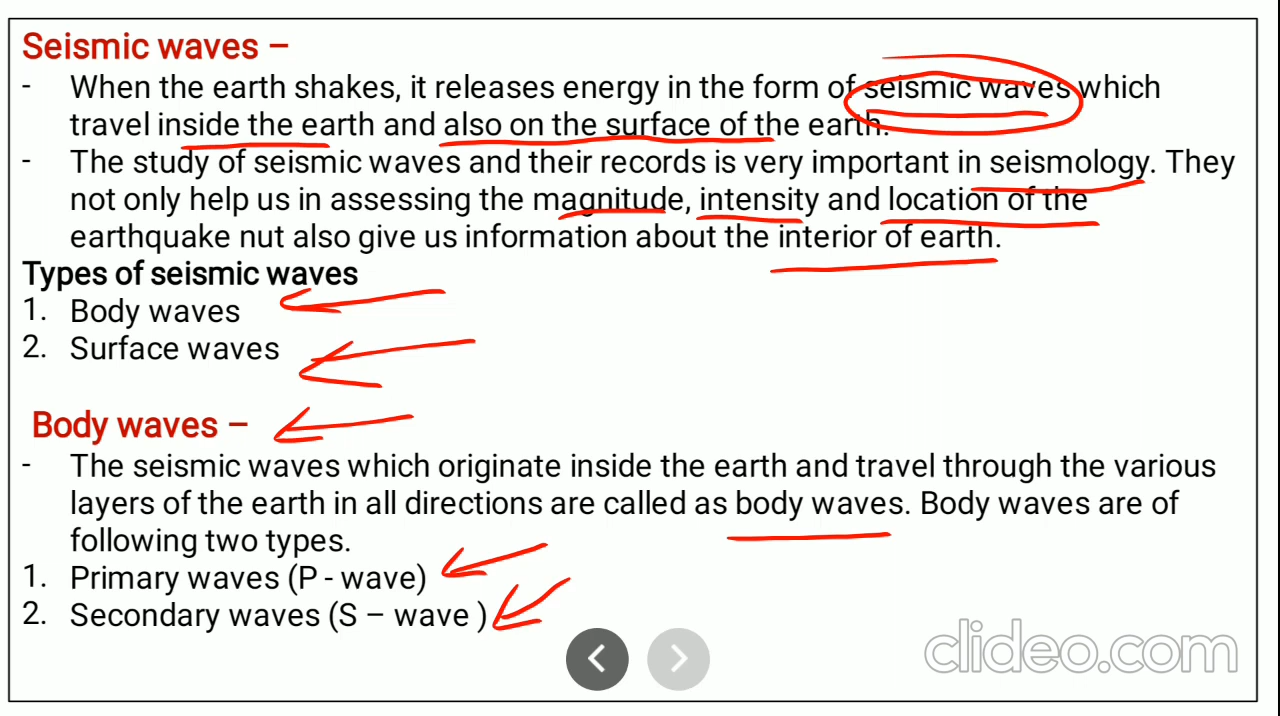 Seismic waves –
- When the earth shakes, it releases energy in the form of seismic waves which
travel inside the earth and also on the surface of the earth.
- The study of seismic waves and their records is very important in seismology. They
not only help us in assessing the magnitude, intensity and location of the
earthquake nut also give us information about the interior of earth.
Types of seismic waves
1. Body waves
2. Surface waves
Body waves –
- The seismic waves which originate inside the earth and travel through the various
layers of the earth in all directions are called as body waves. Body waves are of
following two types.
1. Primary waves (P - wave)
2. Secondary waves (S – wave )
clideo.com